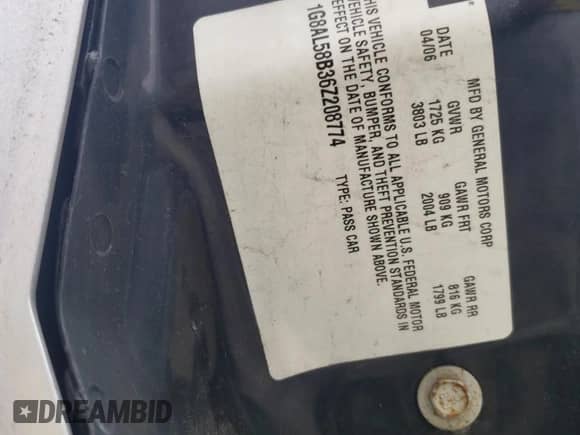 MFD BY GENERAL MOTORS CORP
DATE GVWR GAWR FRT GAWR RR
04/06 1725 KG 909 KG 816 KG
3803 LB 2004 LB 1799 LB
THIS VEHICLE CONFORMS TO ALL APPLICABLE U.S. FEDERAL MOTOR
VEHICLE SAFETY, BUMPER, AND THEFT PREVENTION STANDARDS IN
EFFECT ON THE DATE OF MANUFACTURE SHOWN ABOVE.
1G8AL58B36Z208774 TYPE: PASS CAR
DREAMBID